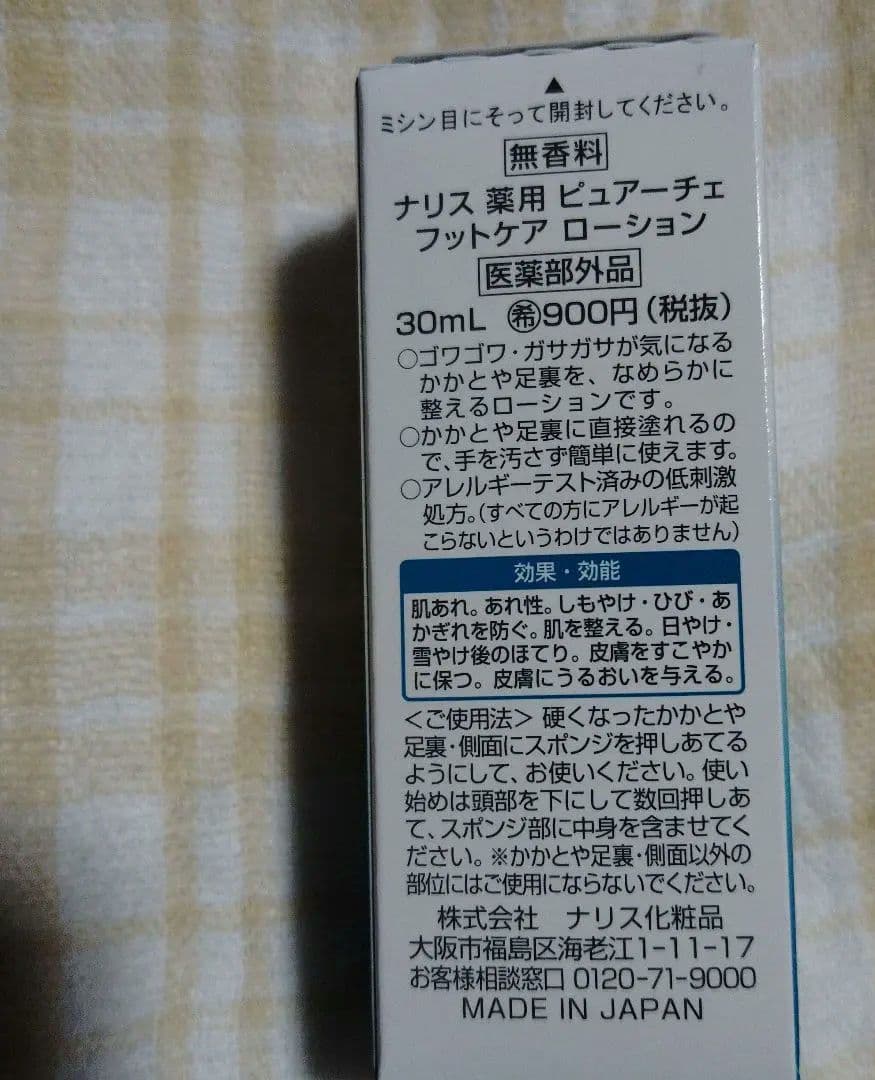 ▲
ミシン目にそって開封してください。
無香料
ナリス 薬用 ピュアーチェ
フットケア ローション
医薬部外品
30mL ㊑900円(税抜)
○ゴワゴワ・ガサガサが気になる
かかとや足裏を、なめらかに
整えるローションです。
○かかとや足裏に直接塗れるの
で、手を汚さず簡単に使えます。
○アレルギーテスト済みの低刺激
処方。(すべての方にアレルギーが起
こらないというわけではありません)
効果・効能
肌あれ。あれ性。しもやけ・ひび・あ
かぎれを防ぐ。肌を整える。日やけ・
雪やけ後のほてり。皮膚をすこやか
に保つ。皮膚にうるおいを与える。
<ご使用法> 硬くなったかかとや
足裏・側面にスポンジを押しあてる
ようにして、お使いください。使い
始めは頭部を下にして数回押しあ
て、スポンジ部に中身を含ませてく
ださい。※かかとや足裏・側面以外の
部位にはご使用にならないでください。
株式会社 ナリス化粧品
大阪市福島区海老江1-11-17
お客様相談窓口 0120-71-9000
MADE IN JAPAN